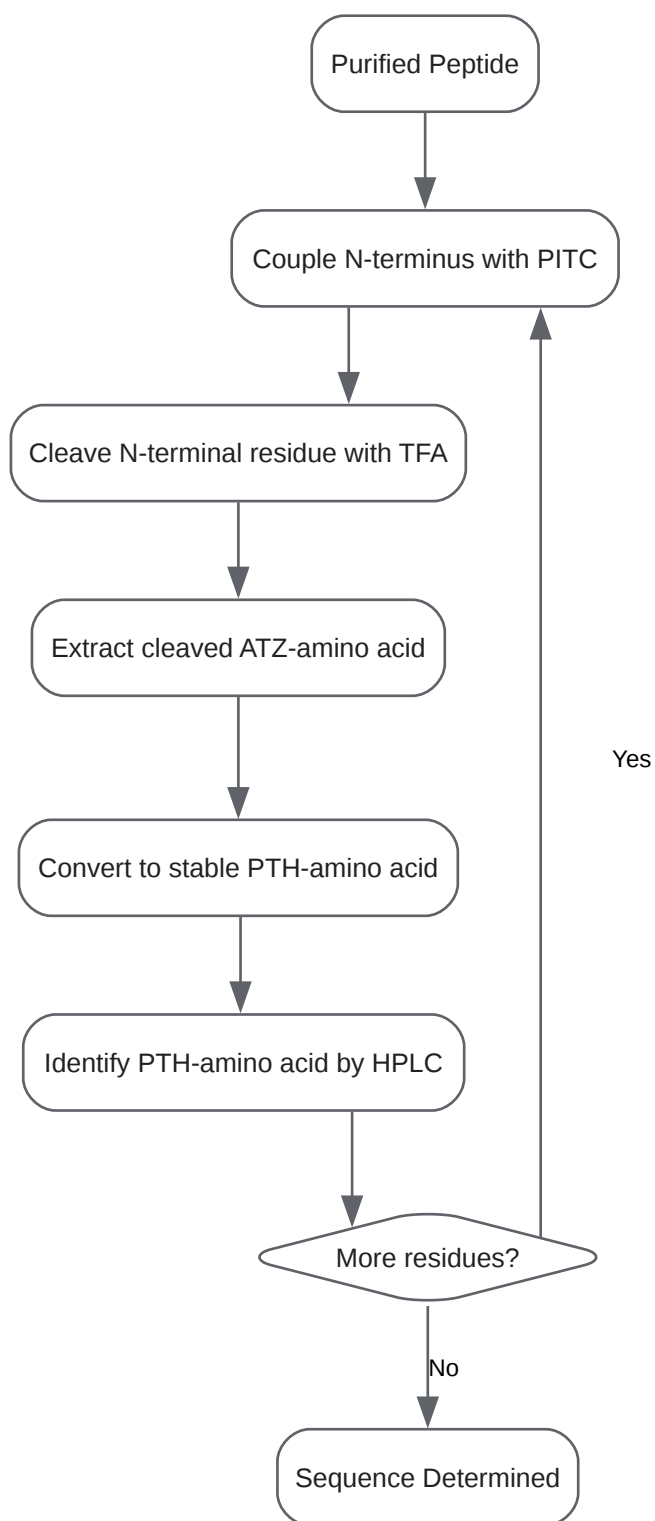 Purified Peptide
Couple N-terminus with PITC
Cleave N-terminal residue with TFA
Extract cleaved ATZ-amino acid
Yes
Convert to stable PTH-amino acid
Identify PTH-amino acid by HPLC
More residues?
No
Sequence Determined